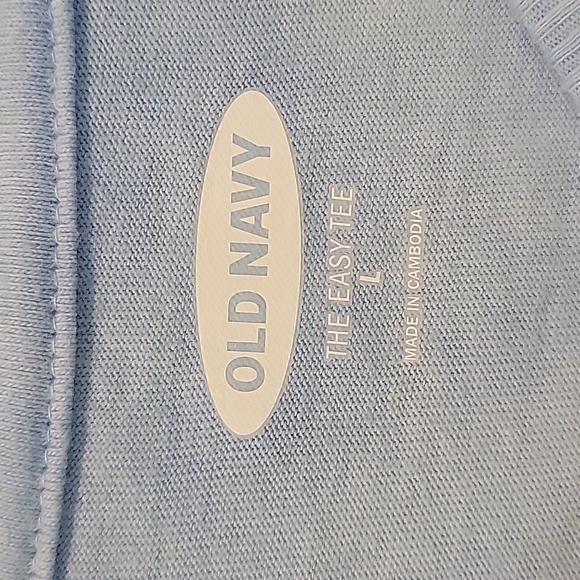 OLD NAVY
THE EASY TEE
L
MADE IN CAMBODIA